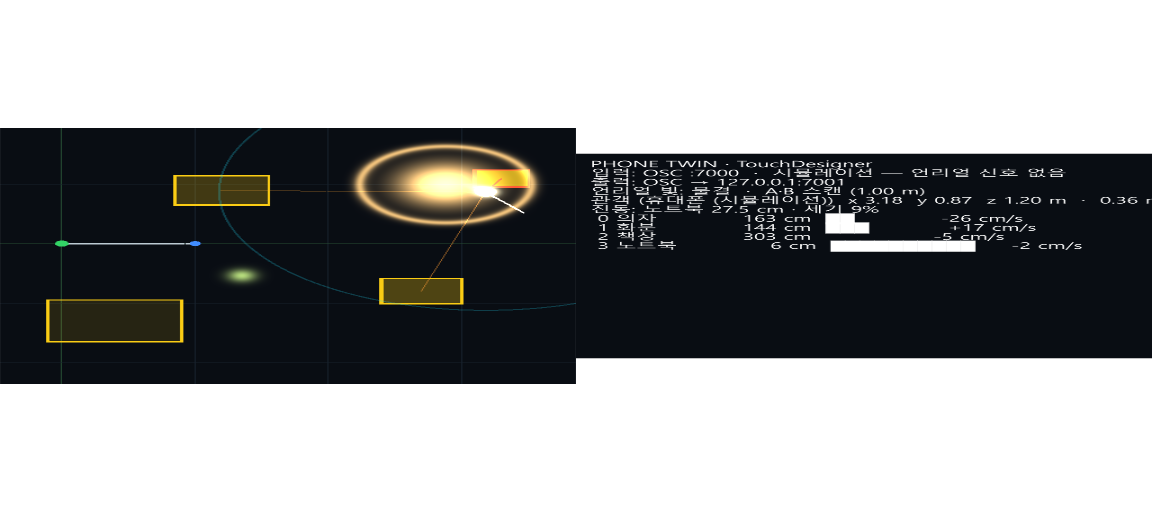 PHONE TWIN · TouchDesigner
입력: OSC :7000 · 시뮬레이션 — 언리얼 신호 없음
출력: OSC → 127.0.0.1:7001
언리얼 빛: 물결 · A·B 스캔 (1.00 m)
관객 (휴대폰 (시뮬레이션)) x 3.18 y 0.87 z 1.20 m · 0.36
진동: 노트북 27.5 cm · 세기 9%
0 의자 163 cm -26 cm/s
1 화분 144 cm +17 cm/s
2 책상 303 cm -5 cm/s
3 노트북 6 cm -2 cm/s